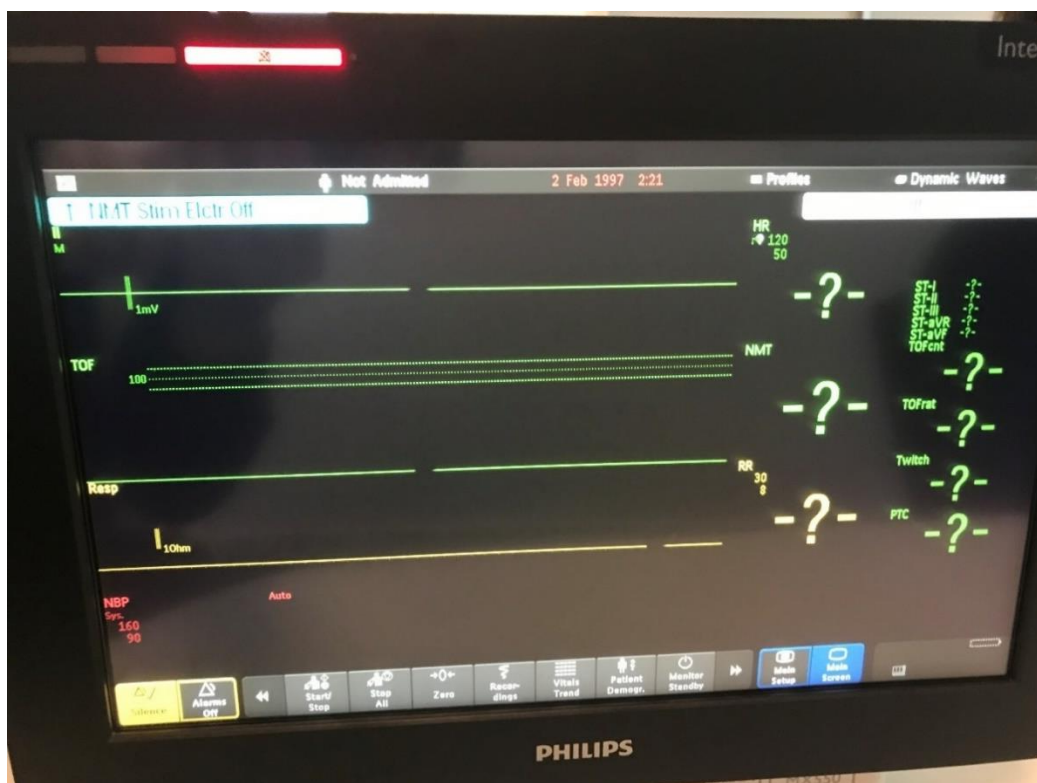 Inte
Not Admitted
2 Feb 1997 2:21
Profiles
Dynamic Waves
NMT Stim Elctr Off
M
HR
120
50
-?-
1mV
ST-I -?-
ST-II -?-
ST-III -?-
ST-aVR -?-
ST-aVF -?-
TOFcnt
-?-
TOF
100
NMT
-?-
TOFrat
-?-
Twitch
-?-
Resp
RR
30
8
-?-
PTC
-?-
1Ohm
NBP
Auto
Sys.
160
90
Silence
Alarms
Off
Start/
Stop
Stop
All
Zero
Recor-
dings
Vitals
Trend
Patient
Demogr.
Monitor
Standby
Main
Setup
Main
Screen
PHILIPS